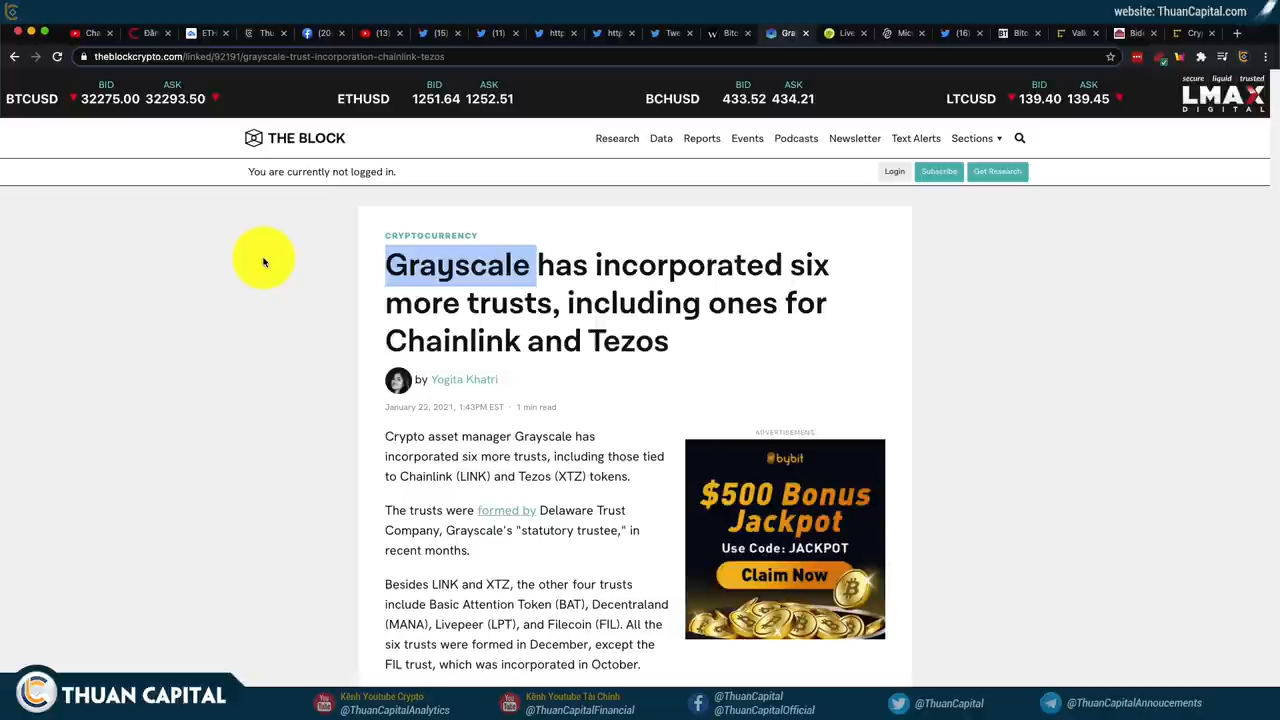 website: ThuanCapital.com
theblockcrypto.com/linked/92191/grayscale-trust-incorporation-chainlink-tezos
BID ASK BID ASK BID ASK BID ASK
BTCUSD 32275.00 32293.50 ETHUSD 1251.64 1252.51 BCHUSD 433.52 434.21 LTCUSD 139.40 139.45
secure liquid trusted
LMAX
DIGITAL
THE BLOCK
Research Data Reports Events Podcasts Newsletter Text Alerts Sections
You are currently not logged in.
Login Subscribe Get Research
CRYPTOCURRENCY
Grayscale has incorporated six
more trusts, including ones for
Chainlink and Tezos
by Yogita Khatri
January 22, 2021, 1:43PM EST · 1 min read
Crypto asset manager Grayscale has
incorporated six more trusts, including those tied
to Chainlink (LINK) and Tezos (XTZ) tokens.
The trusts were formed by Delaware Trust
Company, Grayscale's "statutory trustee," in
recent months.
Besides LINK and XTZ, the other four trusts
include Basic Attention Token (BAT), Decentraland
(MANA), Livepeer (LPT), and Filecoin (FIL). All the
six trusts were formed in December, except the
FIL trust, which was incorporated in October.
ADVERTISEMENT
bybit
$500 Bonus
Jackpot
Use Code: JACKPOT
Claim Now
THUAN CAPITAL
Kênh Youtube Crypto
@ThuanCapitalAnalytics
Kênh Youtube Tài Chính
@ThuanCapitalFinancial
@ThuanCapital
@ThuanCapitalOfficial
@ThuanCapital
@ThuanCapitalAnnoucements